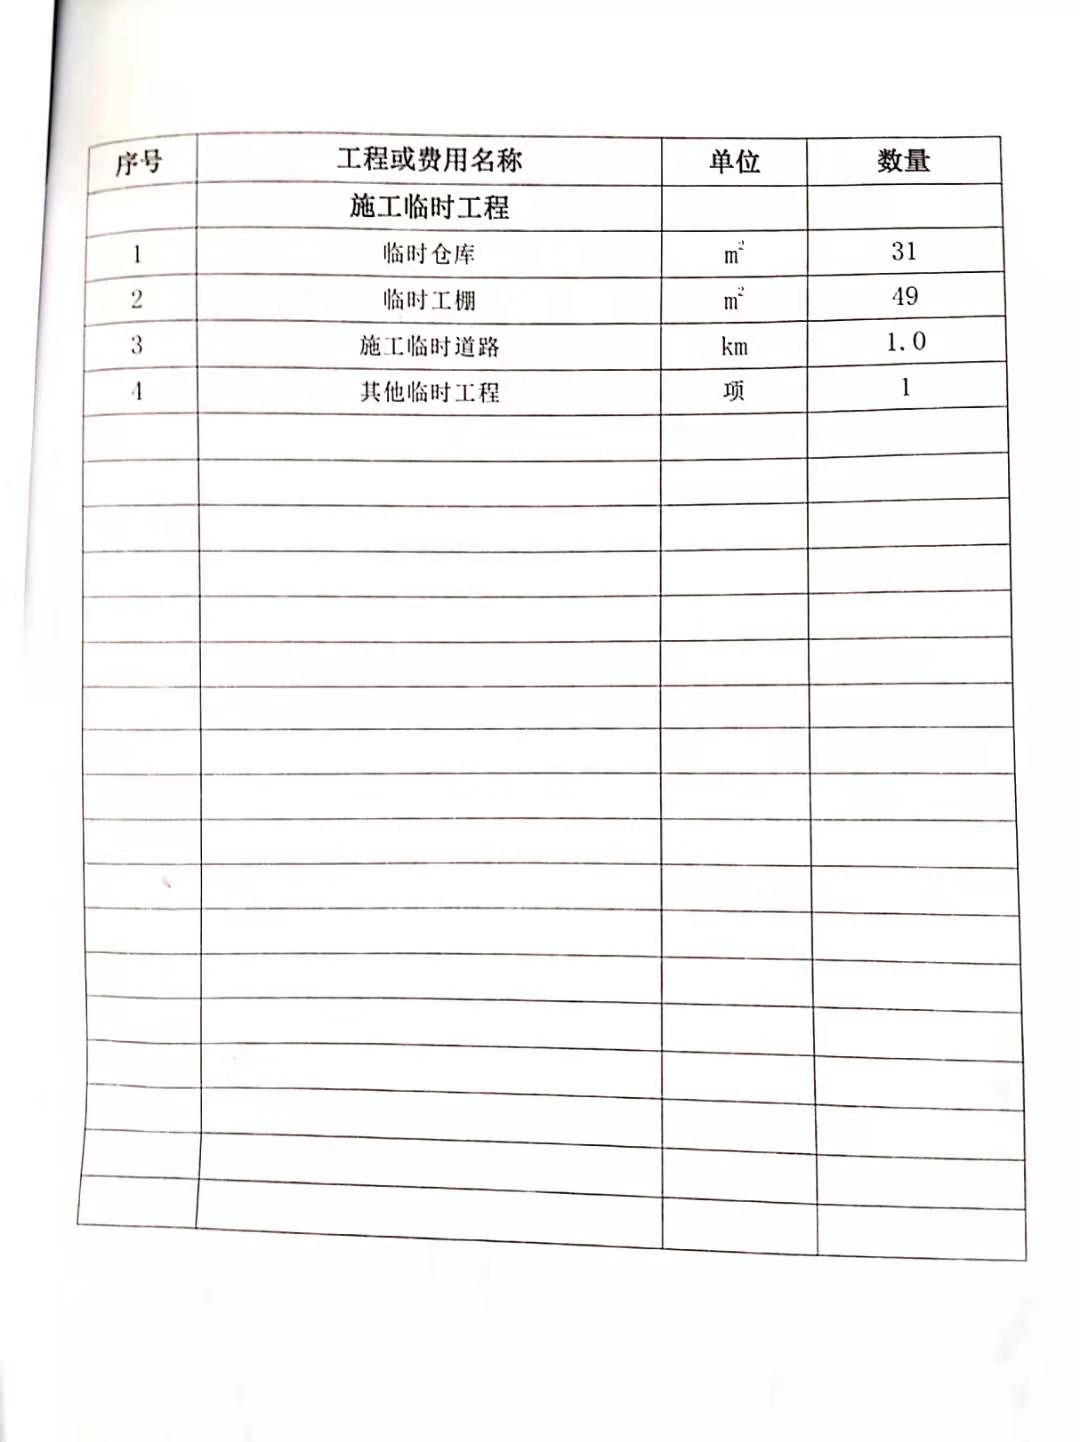 序号 工程或费用名称 单位 数量
施工临时工程
1 临时仓库 m² 31
2 临时工棚 m² 49
3 施工临时道路 km 1.0
4 其他临时工程 项 1